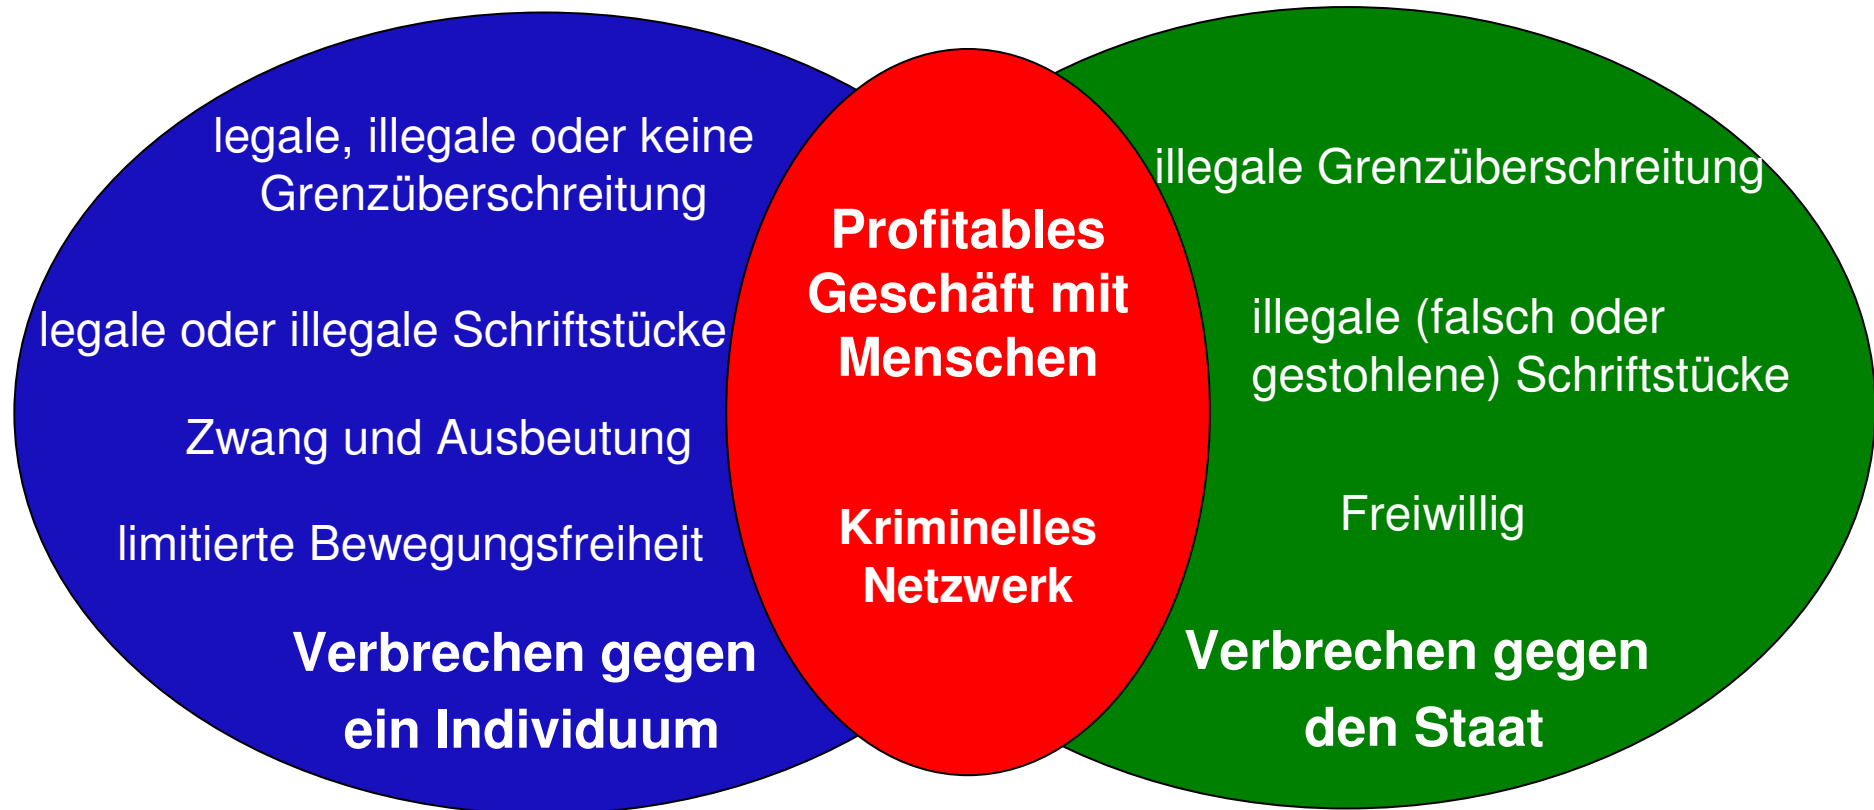 legale, illegale oder keine
Grenzüberschreitung
legale oder illegale Schriftstücke
Zwang und Ausbeutung
limitierte Bewegungsfreiheit
Verbrechen gegen
ein Individuum
Profitables
Geschäft mit
Menschen
Kriminelles
Netzwerk
illegale Grenzüberschreitung
illegale (falsch oder
gestohlene) Schriftstücke
Freiwillig
Verbrechen gegen
den Staat